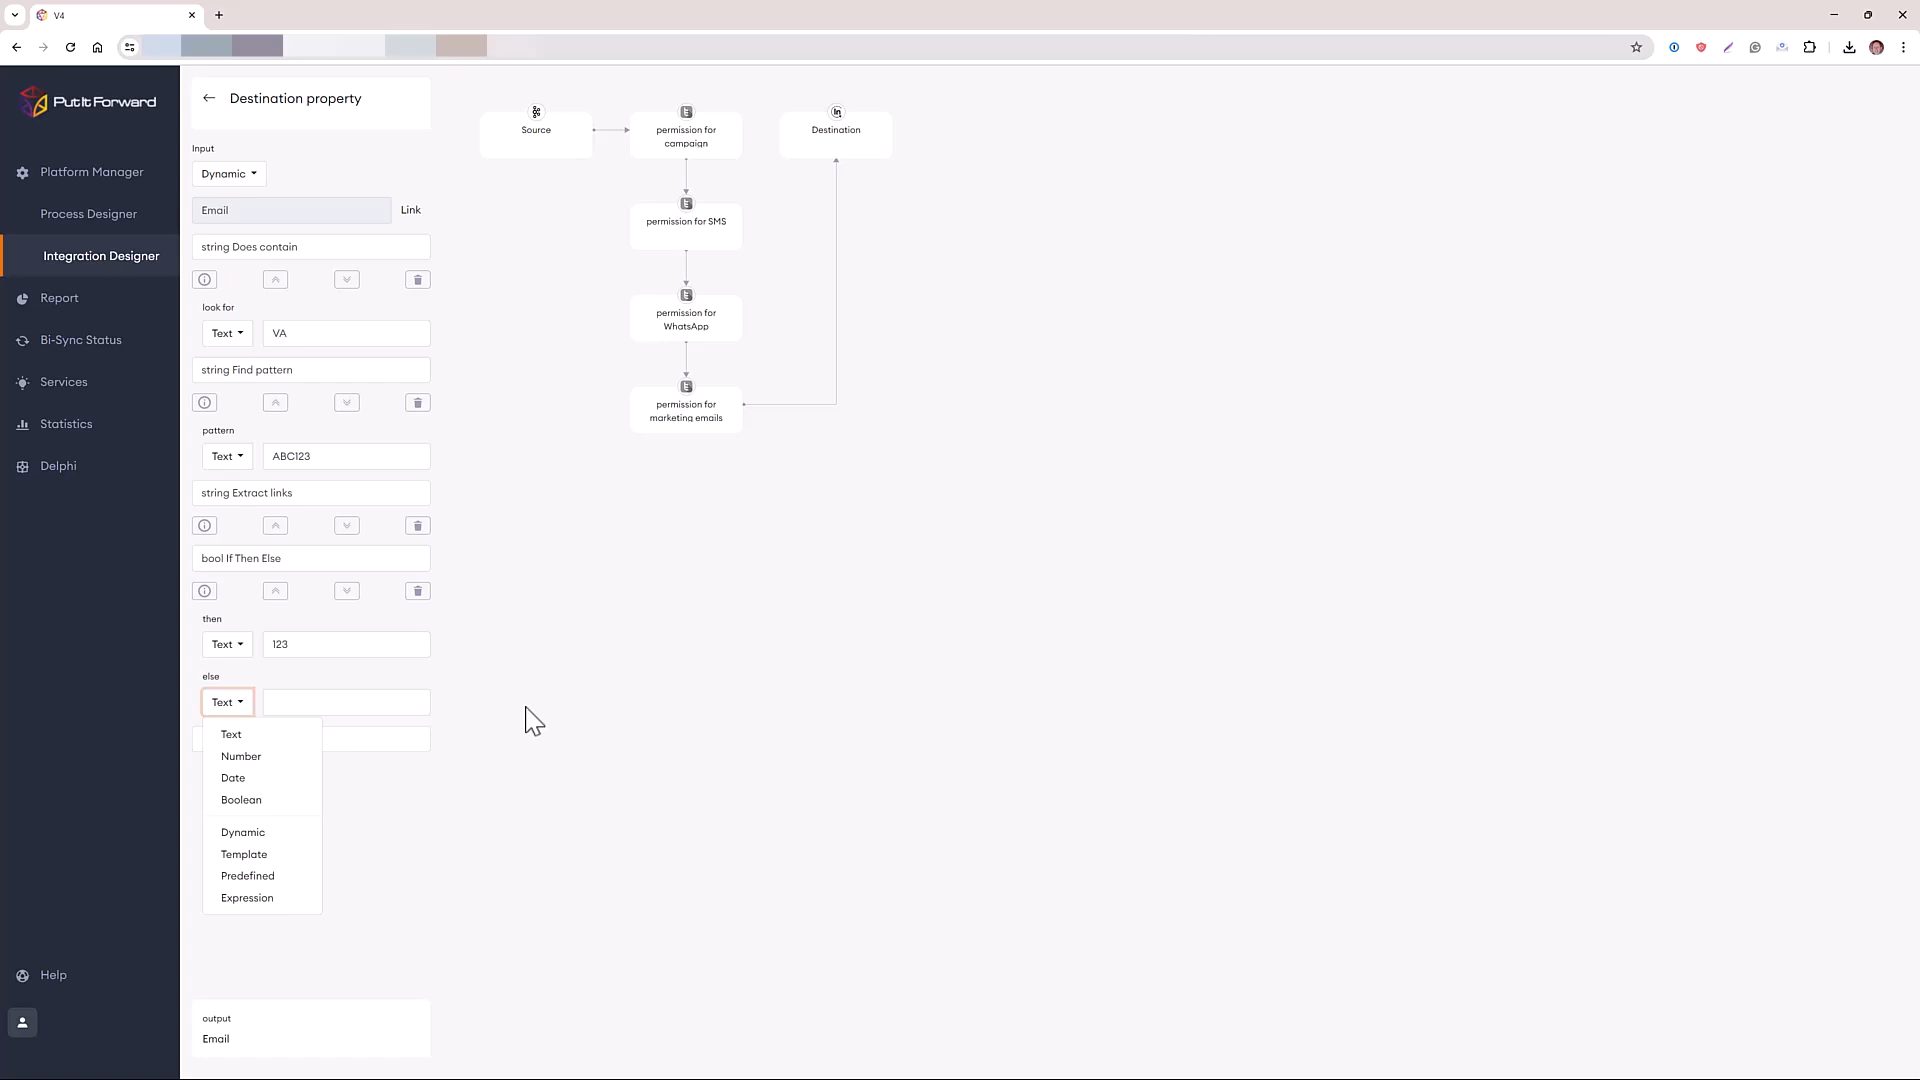 V4
PutItForward
Platform Manager
Process Designer
Integration Designer
Report
Bi-Sync Status
Services
Statistics
Delphi
Help
Destination property
Input
Dynamic
Email
Link
string Does contain
look for
Text
VA
string Find pattern
pattern
Text
ABC123
string Extract links
bool If Then Else
then
Text
123
else
Text
Text
Number
Date
Boolean
Dynamic
Template
Predefined
Expression
output
Email
Source
permission for
campaign
Destination
permission for SMS
permission for
WhatsApp
permission for
marketing emails